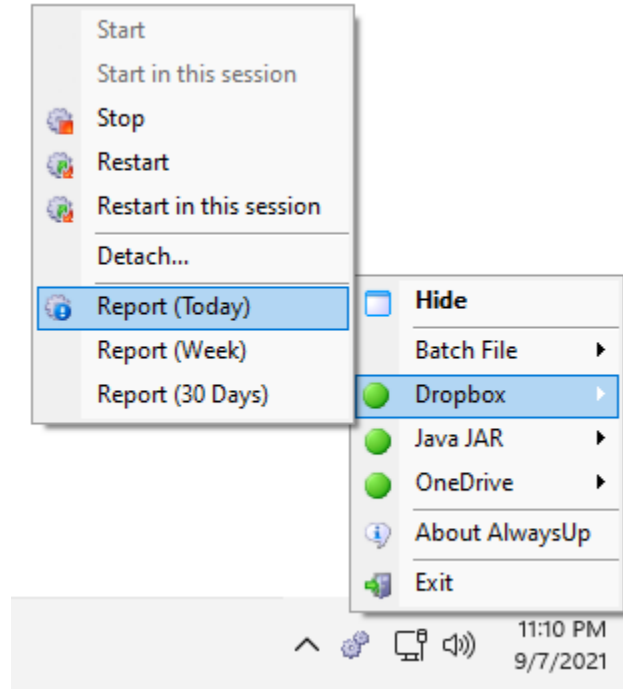 Start
Start in this session
Stop
Restart
Restart in this session
Detach...
Report (Today)
Report (Week)
Report (30 Days)
Hide
Batch File
Dropbox
Java JAR
OneDrive
About AlwaysUp
Exit
11:10 PM
9/7/2021